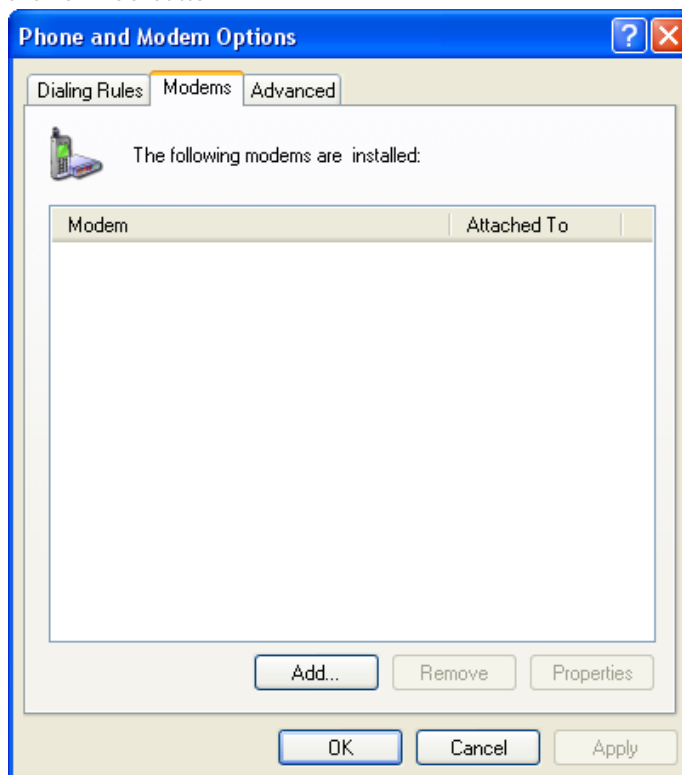 Phone and Modem Options
Dialing Rules Modems Advanced
The following modems are installed:
Modem Attached To
Add... Remove Properties
OK Cancel Apply